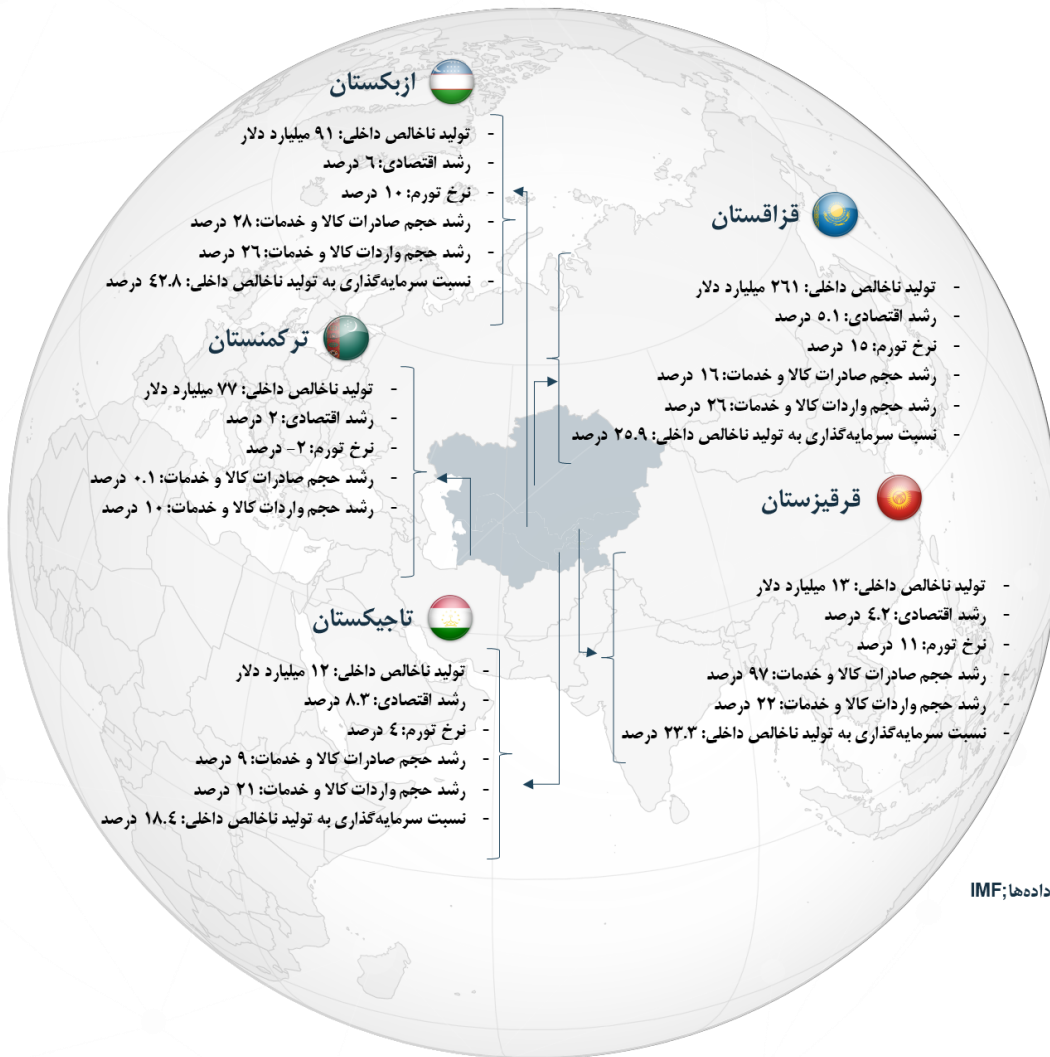 ازبکستان
- تولید ناخالص داخلی: ۹۱ میلیارد دلار
- رشد اقتصادی: ۶ درصد
- نرخ تورم: ۱۰ درصد
- رشد حجم صادرات کالا و خدمات: ۲۸ درصد
- رشد حجم واردات کالا و خدمات: ۲۶ درصد
- نسبت سرمایه‌گذاری به تولید ناخالص داخلی: ۴۲.۸ درصد
قزاقستان
- تولید ناخالص داخلی: ۲۶۱ میلیارد دلار
- رشد اقتصادی: ۵.۱ درصد
- نرخ تورم: ۱۵ درصد
- رشد حجم صادرات کالا و خدمات: ۱۶ درصد
- رشد حجم واردات کالا و خدمات: ۲۶ درصد
- نسبت سرمایه‌گذاری به تولید ناخالص داخلی: ۲۵.۹ درصد
ترکمنستان
- تولید ناخالص داخلی: ۷۷ میلیارد دلار
- رشد اقتصادی: ۲ درصد
- نرخ تورم: ۲- درصد
- رشد حجم صادرات کالا و خدمات: ۰.۱ درصد
- رشد حجم واردات کالا و خدمات: ۱۰ درصد
قرقیزستان
- تولید ناخالص داخلی: ۱۳ میلیارد دلار
- رشد اقتصادی: ۴.۲ درصد
- نرخ تورم: ۱۱ درصد
- رشد حجم صادرات کالا و خدمات: ۹۷ درصد
- رشد حجم واردات کالا و خدمات: ۲۲ درصد
- نسبت سرمایه‌گذاری به تولید ناخالص داخلی: ۲۳.۳ درصد
تاجیکستان
- تولید ناخالص داخلی: ۱۲ میلیارد دلار
- رشد اقتصادی: ۸.۳ درصد
- نرخ تورم: ۴ درصد
- رشد حجم صادرات کالا و خدمات: ۹ درصد
- رشد حجم واردات کالا و خدمات: ۲۱ درصد
- نسبت سرمایه‌گذاری به تولید ناخالص داخلی: ۱۸.۴ درصد
داده‌ها;IMF